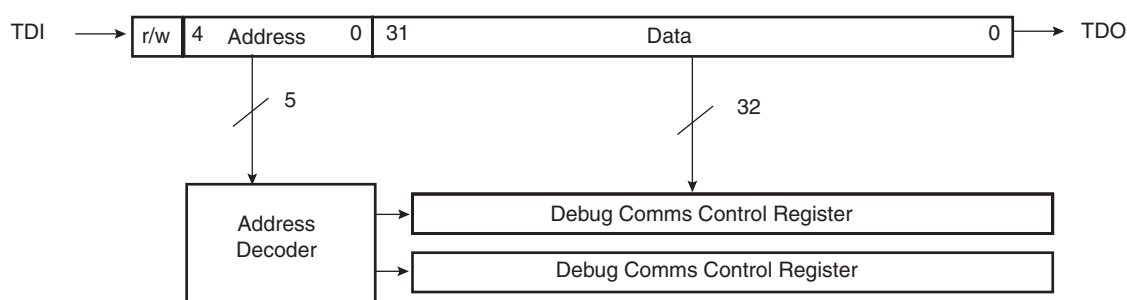 TDI r/w 4 Address 0 31 Data 0 TDO
5
32
Address
Decoder
Debug Comms Control Register
Debug Comms Control Register